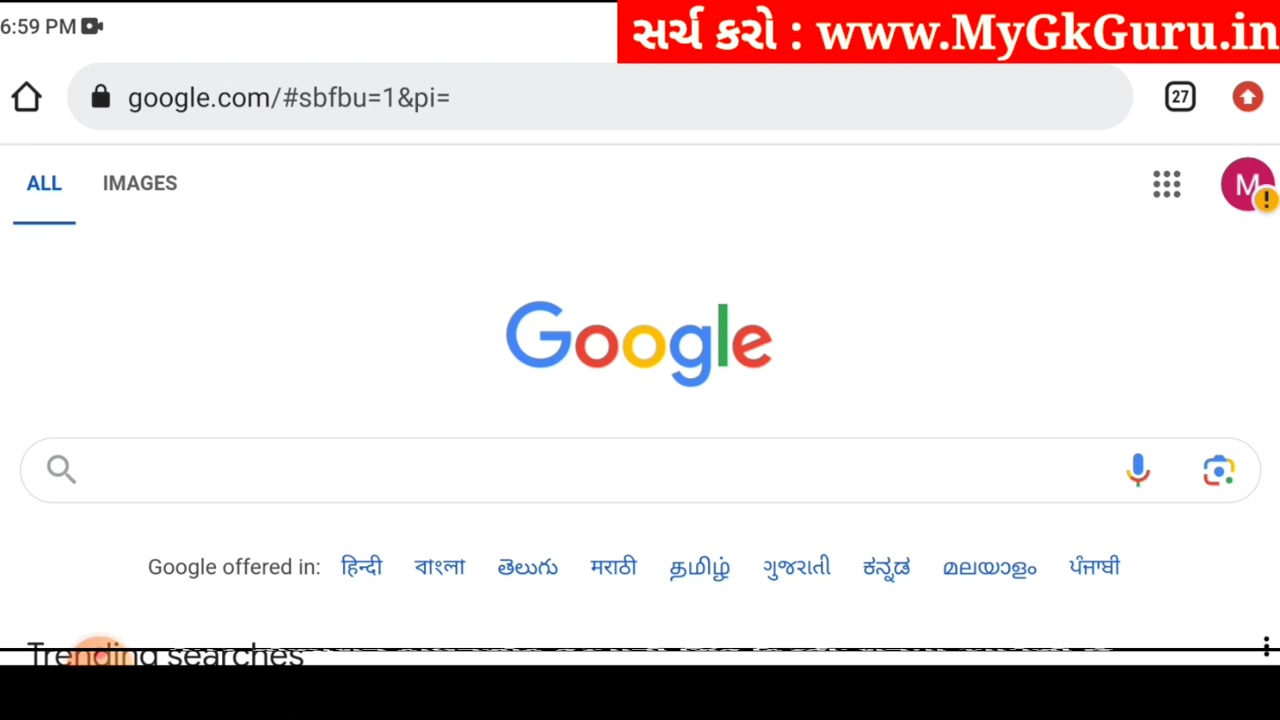 6:59 PM
સર્ચ કરો : www.MyGkGuru.in
google.com/#sbfbu=1&pi=
27
ALL IMAGES
M
Google
Google offered in: हिन्दी বাংলা తెలుగు मराठी தமிழ் ગુજરાતી ಕನ್ನಡ മലയാളം ਪੰਜਾਬੀ
Trending searches